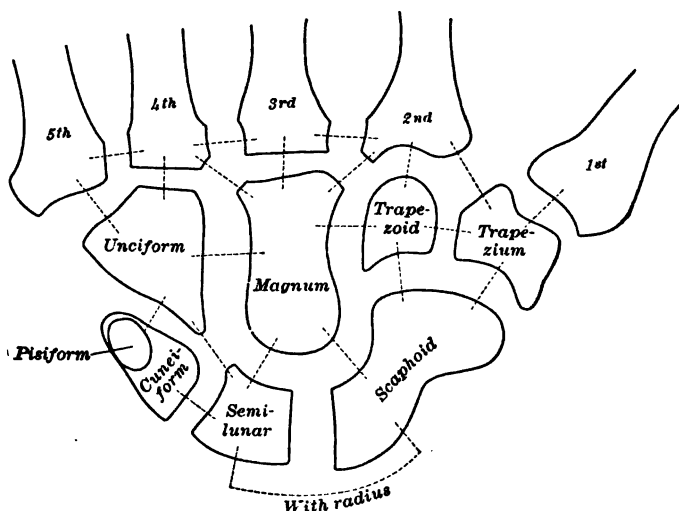 5th
4th
3rd
2nd
1st
Unciform
Magnum
Trape-
zoid
Trape-
zium
Pisiform
Cunei-
form
Semi-
lunar
Scaphoid
With radius